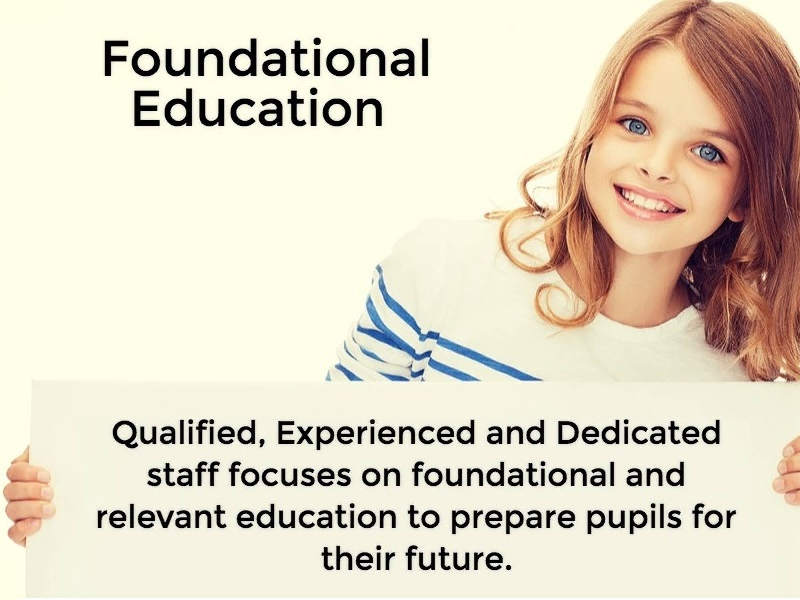 Foundational
Education
Qualified, Experienced and Dedicated
staff focuses on foundational and
relevant education to prepare pupils for
their future.